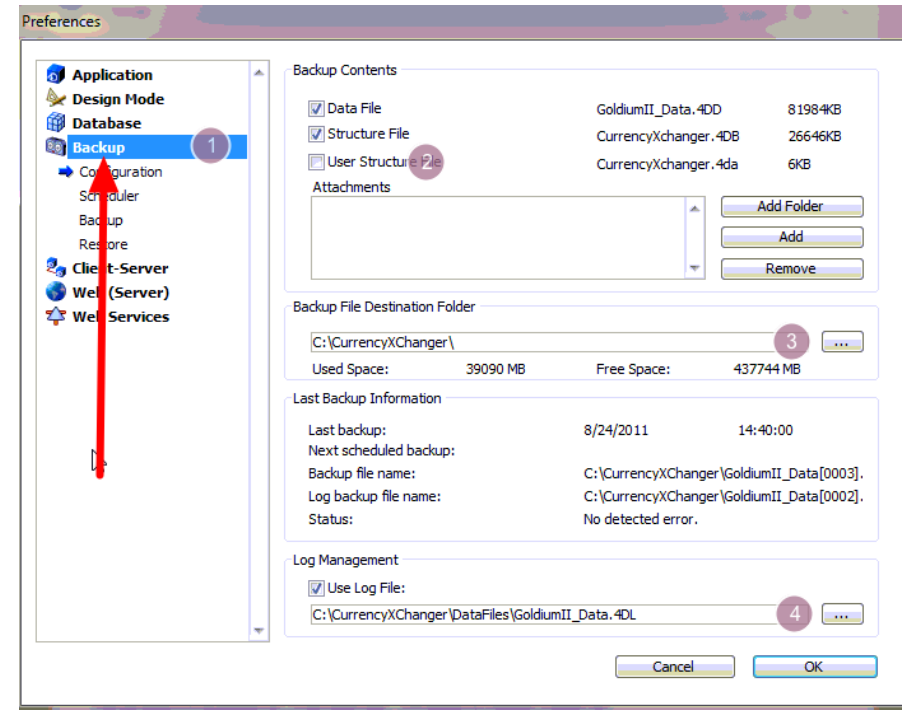 Preferences
Application
Design Mode
Database
Backup 1
Configuration
Scheduler
Backup
Restore
Client-Server
Web (Server)
Web Services
Backup Contents
Data File GoldiumII_Data.4DD 81984KB
Structure File CurrencyXchanger.4DB 26646KB
User Structure File 2 CurrencyXchanger.4da 6KB
Attachments
Add Folder
Add
Remove
Backup File Destination Folder
C:\CurrencyXChanger\ 3 ...
Used Space: 39090 MB Free Space: 437744 MB
Last Backup Information
Last backup: 8/24/2011 14:40:00
Next scheduled backup:
Backup file name: C:\CurrencyXChanger\GoldiumII_Data[0003].
Log backup file name: C:\CurrencyXChanger\GoldiumII_Data[0002].
Status: No detected error.
Log Management
Use Log File:
C:\CurrencyXChanger\DataFiles\GoldiumII_Data.4DL 4 ...
Cancel OK